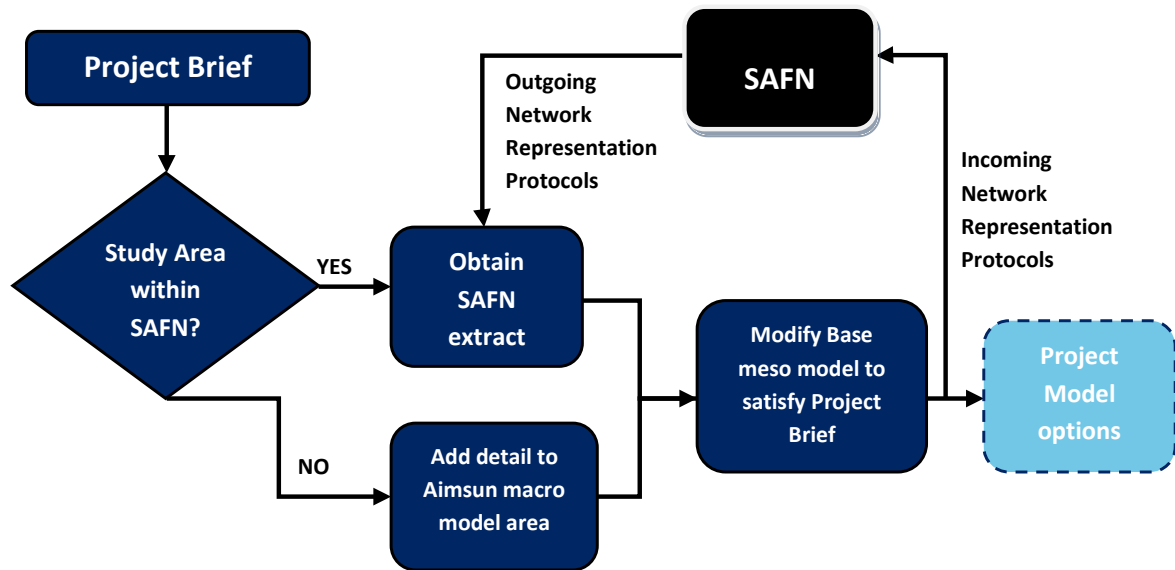 Project Brief
SAFN
Outgoing
Network
Representation
Protocols
Incoming
Network
Representation
Protocols
Study Area
within
SAFN?
YES
Obtain
SAFN
extract
Modify Base
meso model to
satisfy Project
Brief
Project
Model
options
NO
Add detail to
Aimsun macro
model area